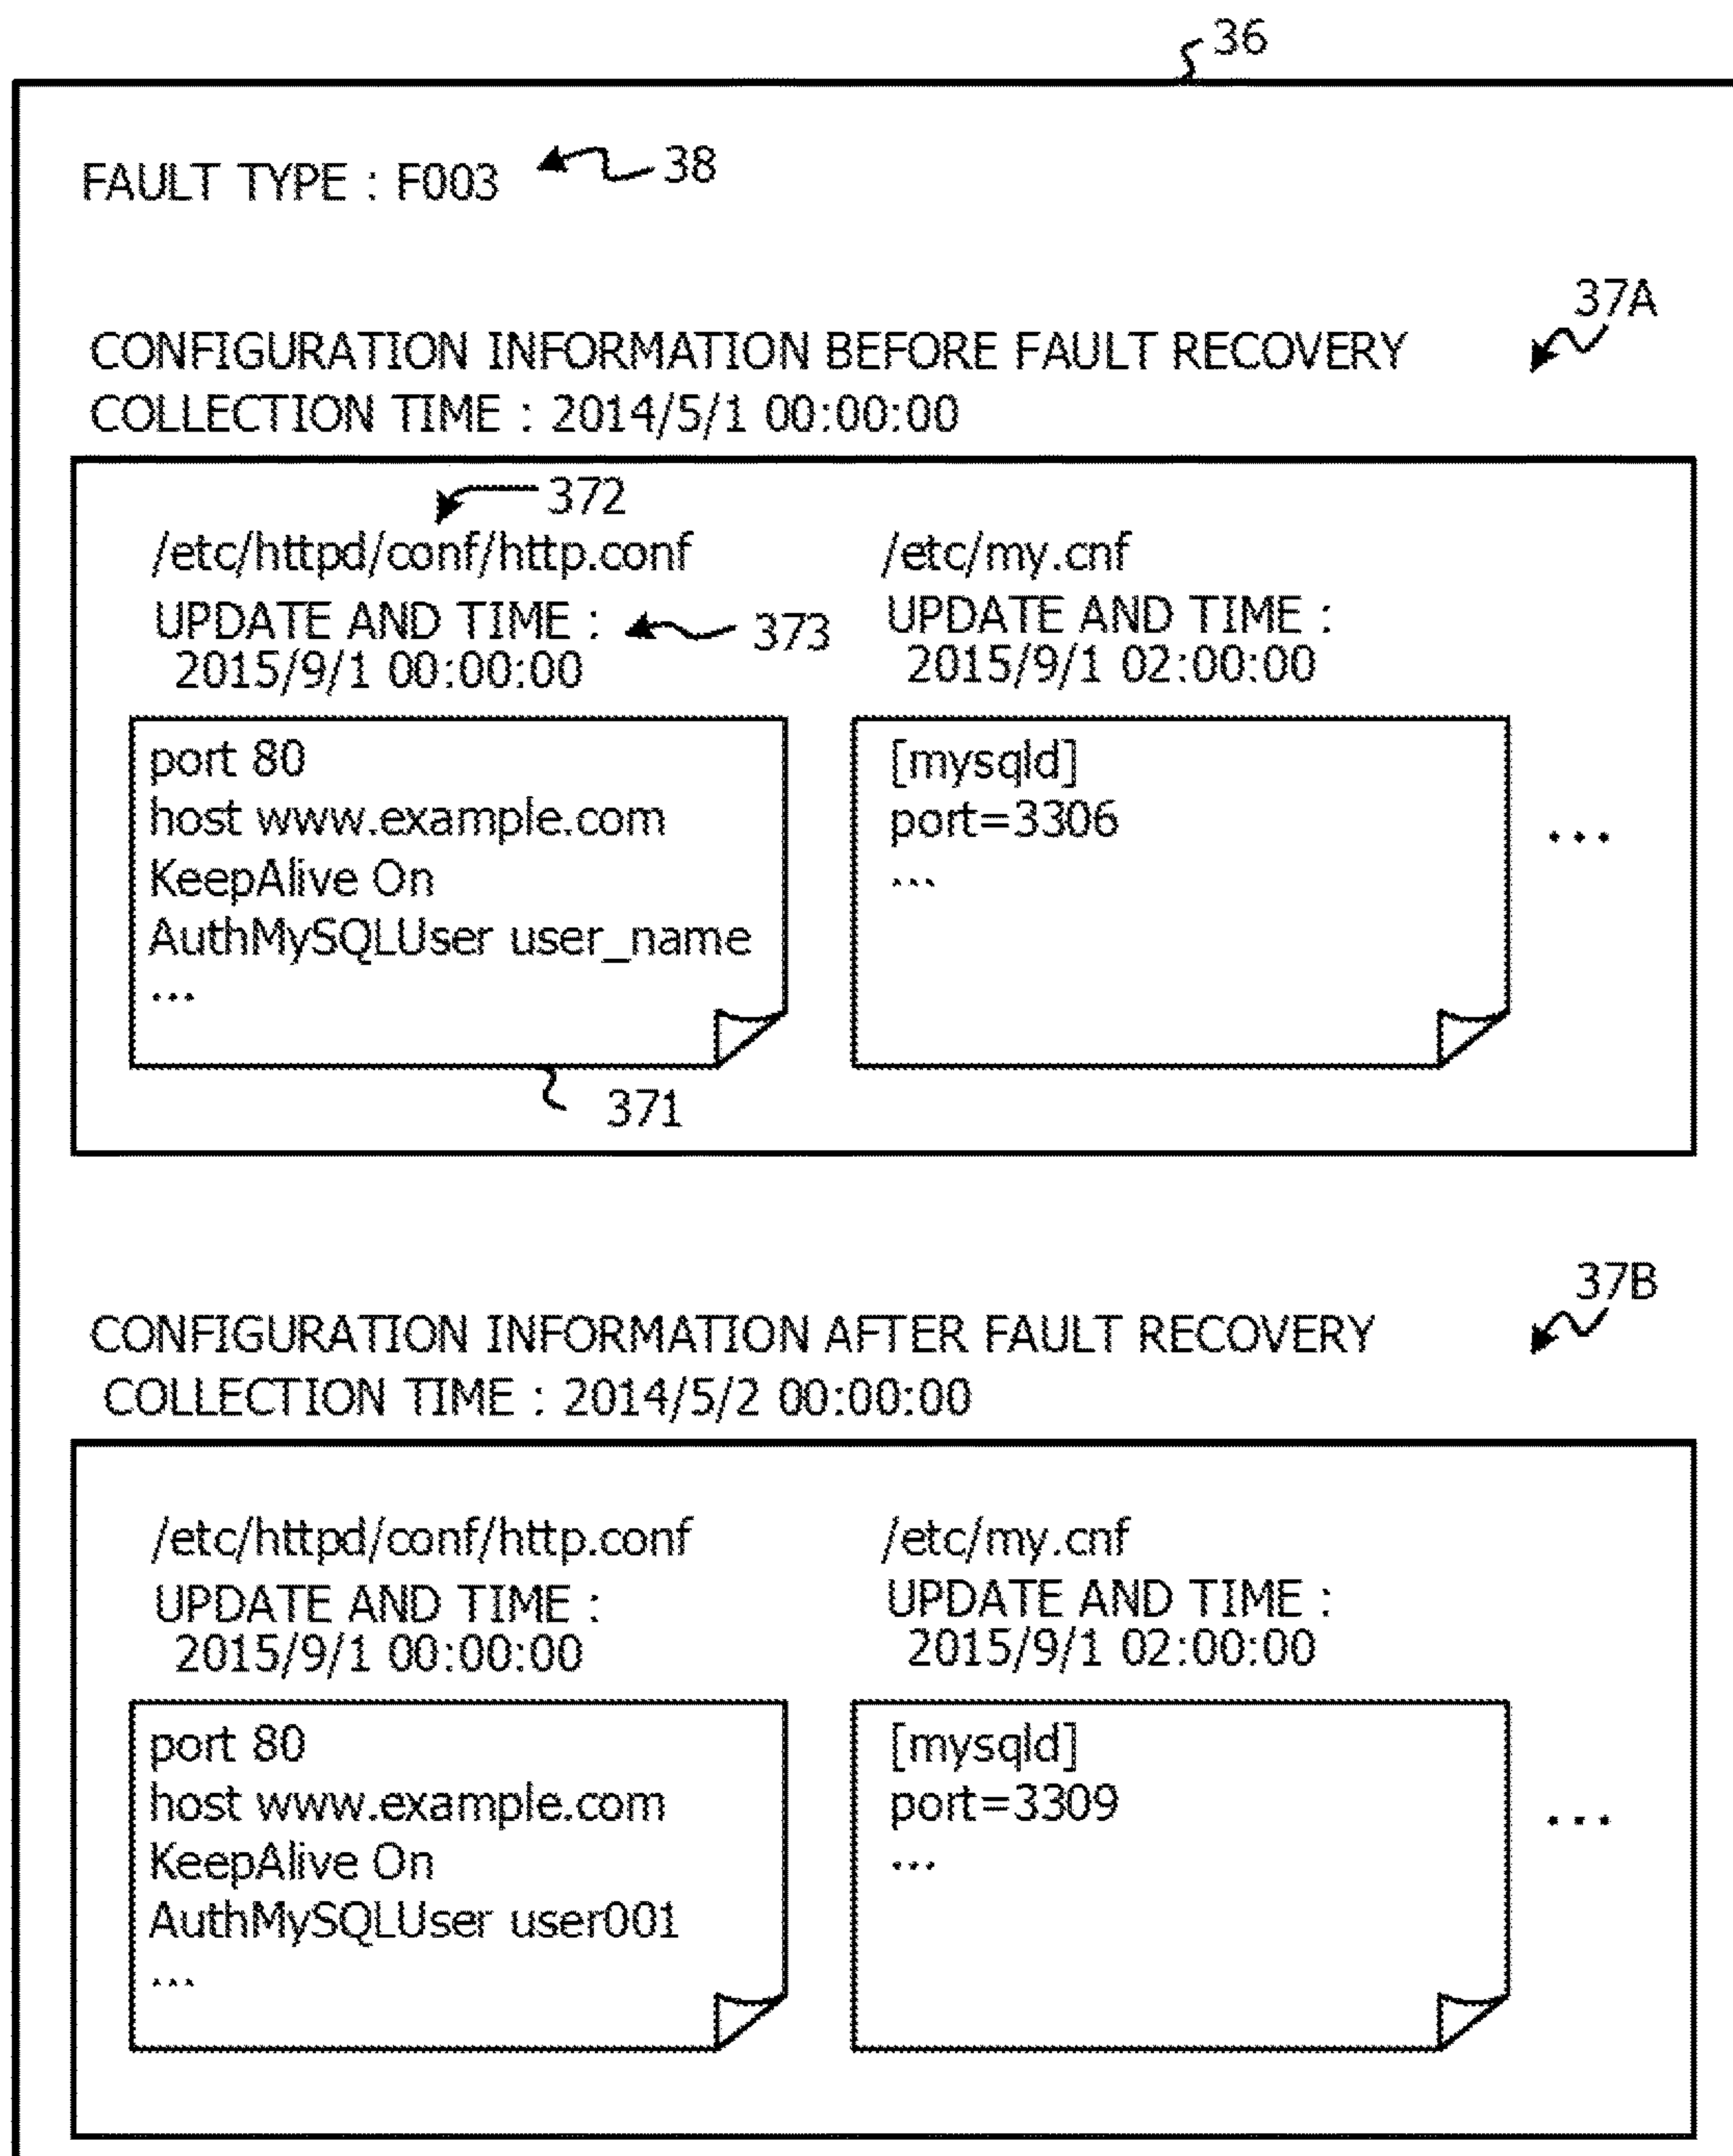 36
FAULT TYPE : F003
38
37A
CONFIGURATION INFORMATION BEFORE FAULT RECOVERY
COLLECTION TIME : 2014/5/1 00:00:00
372
/etc/httpd/conf/http.conf
UPDATE AND TIME :
373
2015/9/1 00:00:00
port 80
host www.example.com
KeepAlive On
AuthMySQLUser user_name
...
371
/etc/my.cnf
UPDATE AND TIME :
2015/9/1 02:00:00
[mysqld]
port=3306
...
...
37B
CONFIGURATION INFORMATION AFTER FAULT RECOVERY
COLLECTION TIME : 2014/5/2 00:00:00
/etc/httpd/conf/http.conf
UPDATE AND TIME :
2015/9/1 00:00:00
port 80
host www.example.com
KeepAlive On
AuthMySQLUser user001
...
/etc/my.cnf
UPDATE AND TIME :
2015/9/1 02:00:00
[mysqld]
port=3309
...
...